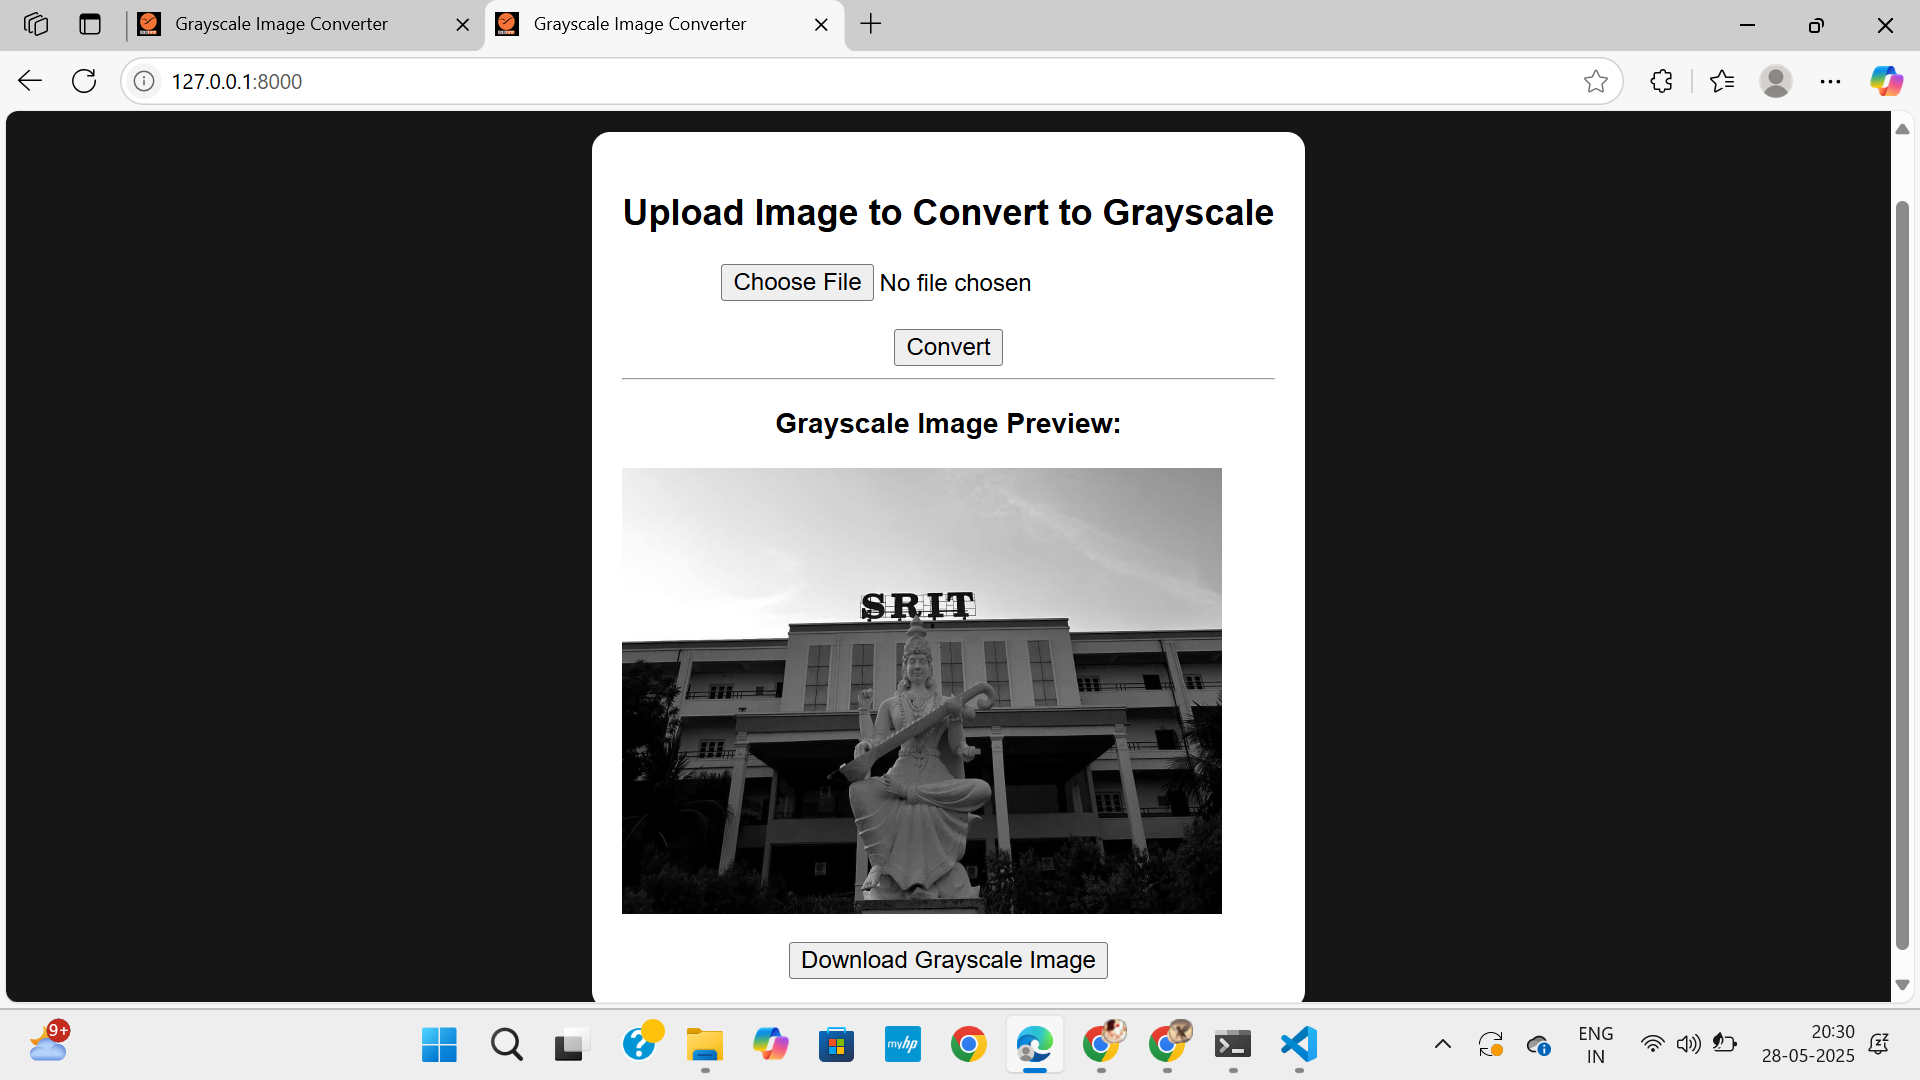 Grayscale Image Converter
Grayscale Image Converter
127.0.0.1:8000
Upload Image to Convert to Grayscale
Choose File No file chosen
Convert
Grayscale Image Preview:
SRIT
Download Grayscale Image
9+
myhp
ENG
IN
20:30
28-05-2025